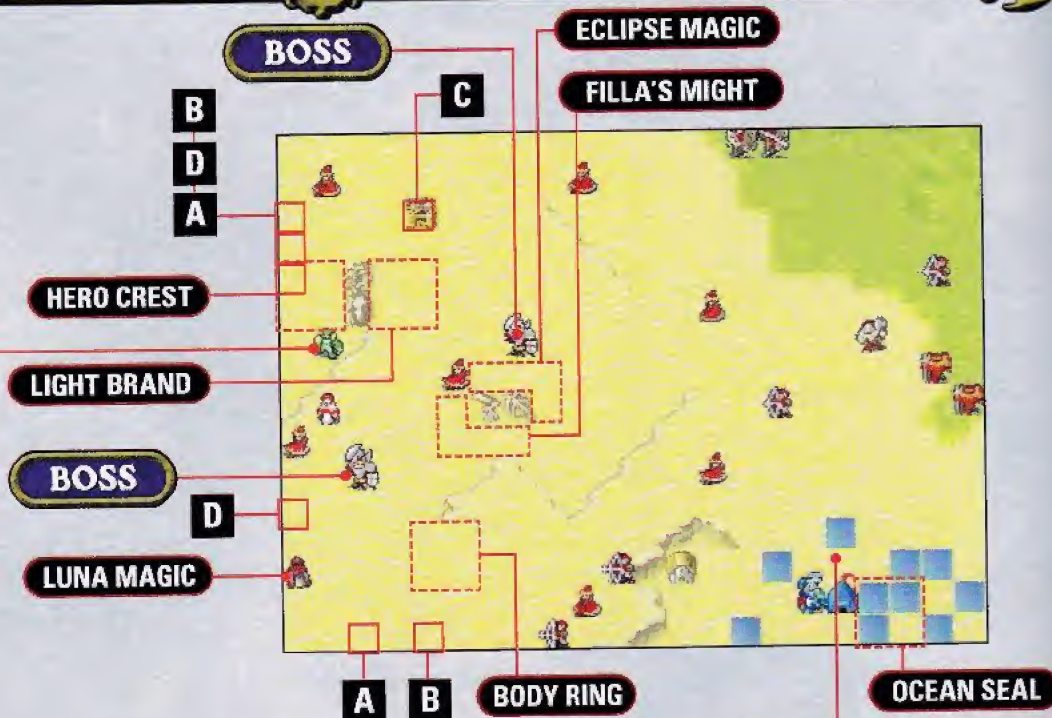 ECLIPSE MAGIC
BOSS
FILLA'S MIGHT
B
C
D
A
HERO CREST
LIGHT BRAND
BOSS
D
LUNA MAGIC
A
B
BODY RING
OCEAN SEAL